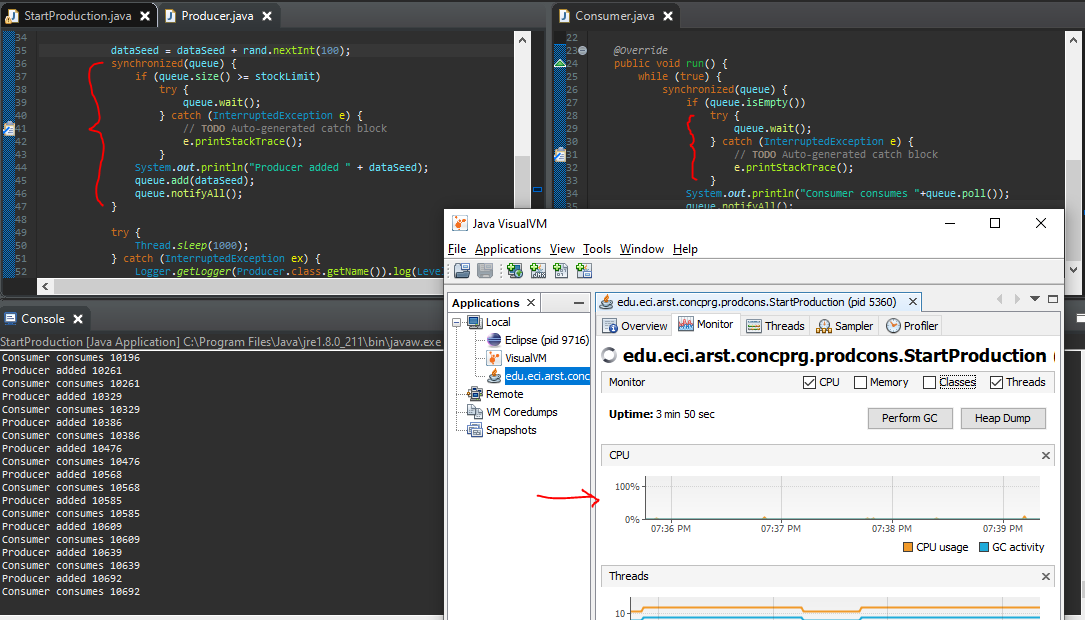 StartProduction.java
Producer.java
34
35 dataSeed = dataSeed + rand.nextInt(100);
36 synchronized(queue) {
37 if (queue.size() >= stockLimit)
38 try {
39 queue.wait();
40 } catch (InterruptedException e) {
41 // TODO Auto-generated catch block
42 e.printStackTrace();
43 }
44 System.out.println("Producer added " + dataSeed);
45 queue.add(dataSeed);
46 queue.notifyAll();
47 }
48
49 try {
50 Thread.sleep(1000);
51 } catch (InterruptedException ex) {
52 Logger.getLogger(Producer.class.getName()).log(Leve
Consumer.java
22
23 @Override
24 public void run() {
25 while (true) {
26 synchronized(queue) {
27 if (queue.isEmpty())
28 try {
29 queue.wait();
30 } catch (InterruptedException e) {
31 // TODO Auto-generated catch block
32 e.printStackTrace();
33 }
34 System.out.println("Consumer consumes "+queue.poll());
35 queue.notifyAll();
Console
StartProduction [Java Application] C:\Program Files\Java\jre1.8.0_211\bin\javaw.exe
Consumer consumes 10196
Producer added 10261
Consumer consumes 10261
Producer added 10329
Consumer consumes 10329
Producer added 10386
Consumer consumes 10386
Producer added 10476
Consumer consumes 10476
Producer added 10568
Consumer consumes 10568
Producer added 10585
Consumer consumes 10585
Producer added 10609
Consumer consumes 10609
Producer added 10639
Consumer consumes 10639
Producer added 10692
Consumer consumes 10692
Java VisualVM
File Applications View Tools Window Help
Applications
Local
Eclipse (pid 9716)
VisualVM
edu.eci.arst.conc
Remote
VM Coredumps
Snapshots
edu.eci.arst.concprg.prodcons.StartProduction (pid 5360)
Overview Monitor Threads Sampler Profiler
edu.eci.arst.concprg.prodcons.StartProduction (
Monitor CPU Memory Classes Threads
Uptime: 3 min 50 sec
Perform GC Heap Dump
CPU
100%
0%
07:36 PM 07:37 PM 07:38 PM 07:39 PM
CPU usage GC activity
Threads
10